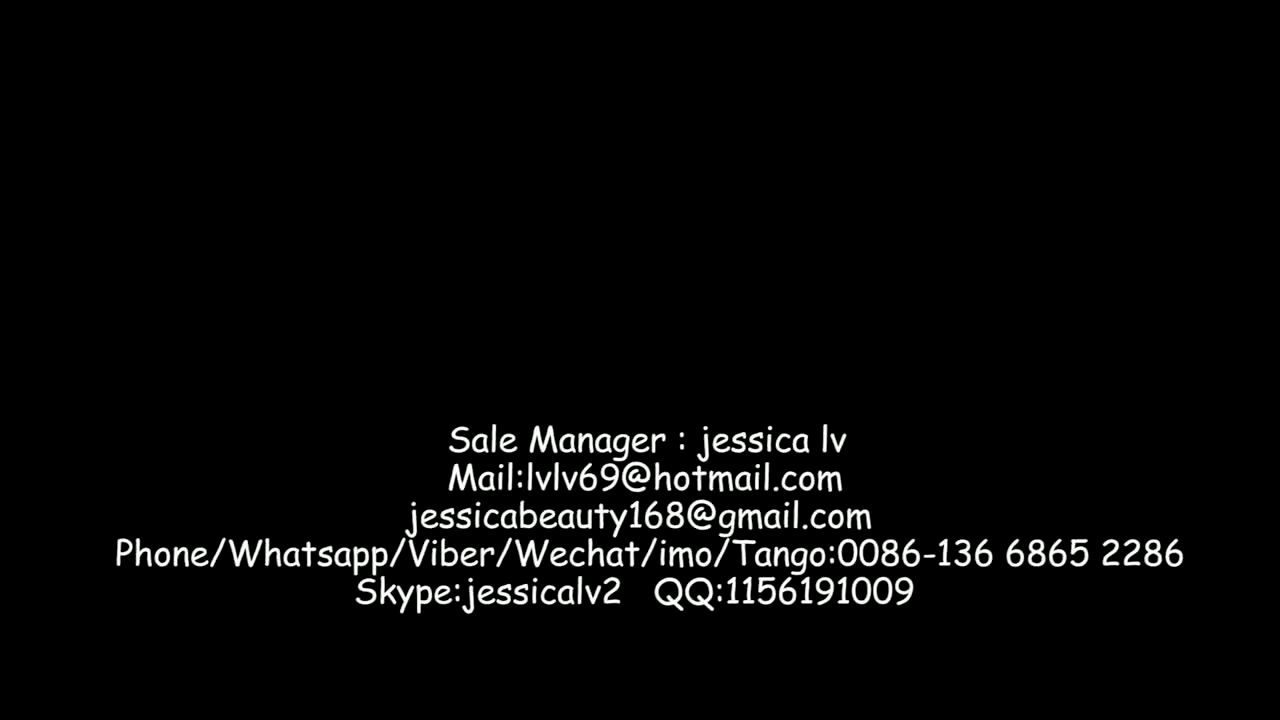 Sale Manager : jessica lv
Mail:lvlv69@hotmail.com
jessicabeauty168@gmail.com
Phone/Whatsapp/Viber/Wechat/imo/Tango:0086-136 6865 2286
Skype:jessicalv2   QQ:1156191009